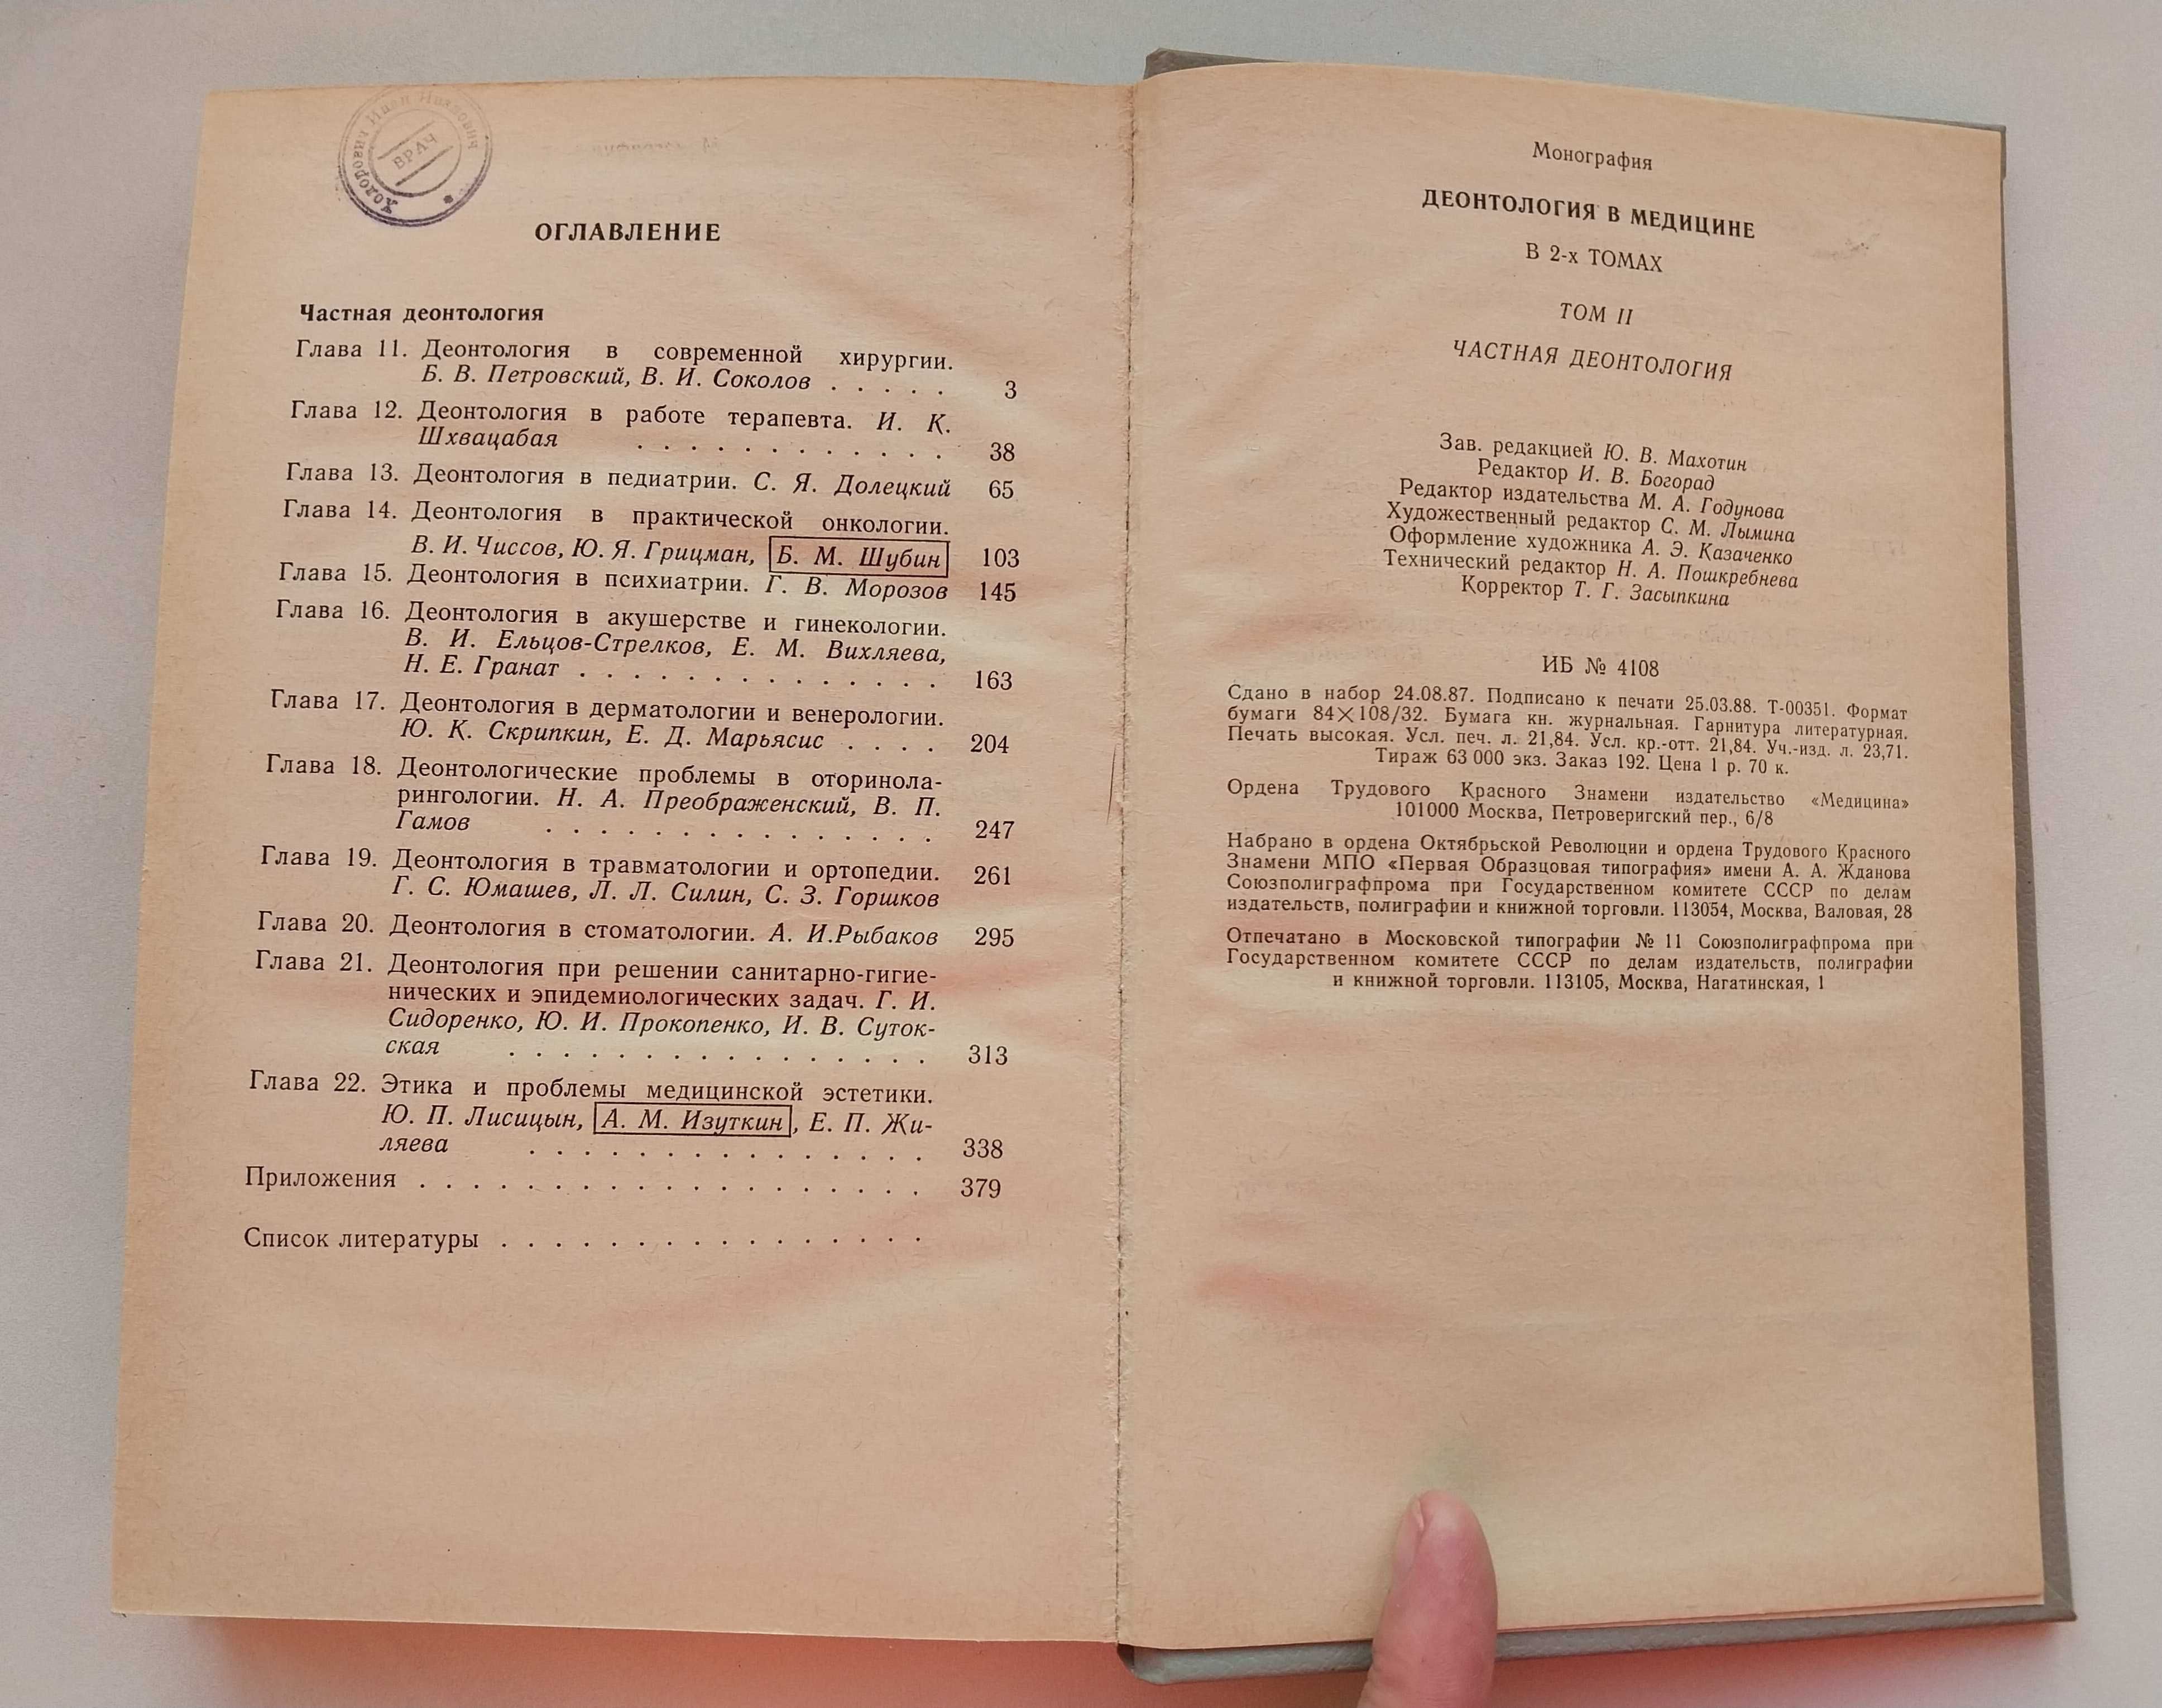 Ходорович Иван Иванович
ВРАЧ
ОГЛАВЛЕНИЕ
Частная деонтология
Глава 11. Деонтология в современной хирургии.
Б. В. Петровский, В. И. Соколов . . . . . 3
Глава 12. Деонтология в работе терапевта. И. К.
Шхвацабая . . . . . . . . . . . . 38
Глава 13. Деонтология в педиатрии. С. Я. Долецкий 65
Глава 14. Деонтология в практической онкологии.
В. И. Чиссов, Ю. Я. Грицман, Б. М. Шубин 103
Глава 15. Деонтология в психиатрии. Г. В. Морозов 145
Глава 16. Деонтология в акушерстве и гинекологии.
В. И. Ельцов-Стрелков, Е. М. Вихляева,
Н. Е. Гранат . . . . . . . . . . . . . . 163
Глава 17. Деонтология в дерматологии и венерологии.
Ю. К. Скрипкин, Е. Д. Марьясис . . . . 204
Глава 18. Деонтологические проблемы в оторинола-
рингологии. Н. А. Преображенский, В. П.
Гамов . . . . . . . . . . . . . . . 247
Глава 19. Деонтология в травматологии и ортопедии. 261
Г. С. Юмашев, Л. Л. Силин, С. З. Горшков
Глава 20. Деонтология в стоматологии. А. И.Рыбаков 295
Глава 21. Деонтология при решении санитарно-гигие-
нических и эпидемиологических задач. Г. И.
Сидоренко, Ю. И. Прокопенко, И. В. Суток-
ская . . . . . . . . . . . . . . . . 313
Глава 22. Этика и проблемы медицинской эстетики.
Ю. П. Лисицын, А. М. Изуткин, Е. П. Жи-
ляева . . . . . . . . . . . . . . . 338
Приложения . . . . . . . . . . . . . . . . . . . 379
Список литературы . . . . . . . . . . . . . . . .
Монография
ДЕОНТОЛОГИЯ В МЕДИЦИНЕ
В 2-х ТОМАХ
ТОМ II
ЧАСТНАЯ ДЕОНТОЛОГИЯ
Зав. редакцией Ю. В. Махотин
Редактор И. В. Богорад
Редактор издательства М. А. Годунова
Художественный редактор С. М. Лымина
Оформление художника А. Э. Казаченко
Технический редактор Н. А. Пошкребнева
Корректор Т. Г. Засыпкина
ИБ № 4108
Сдано в набор 24.08.87. Подписано к печати 25.03.88. Т-00351. Формат
бумаги 84×108/32. Бумага кн. журнальная. Гарнитура литературная.
Печать высокая. Усл. печ. л. 21,84. Усл. кр.-отт. 21,84. Уч.-изд. л. 23,71.
Тираж 63 000 экз. Заказ 192. Цена 1 р. 70 к.
Ордена Трудового Красного Знамени издательство «Медицина»
101000 Москва, Петроверигский пер., 6/8
Набрано в ордена Октябрьской Революции и ордена Трудового Красного
Знамени МПО «Первая Образцовая типография» имени А. А. Жданова
Союзполиграфпрома при Государственном комитете СССР по делам
издательств, полиграфии и книжной торговли. 113054, Москва, Валовая, 28
Отпечатано в Московской типографии № 11 Союзполиграфпрома при
Государственном комитете СССР по делам издательств, полиграфии
и книжной торговли. 113105, Москва, Нагатинская, 1